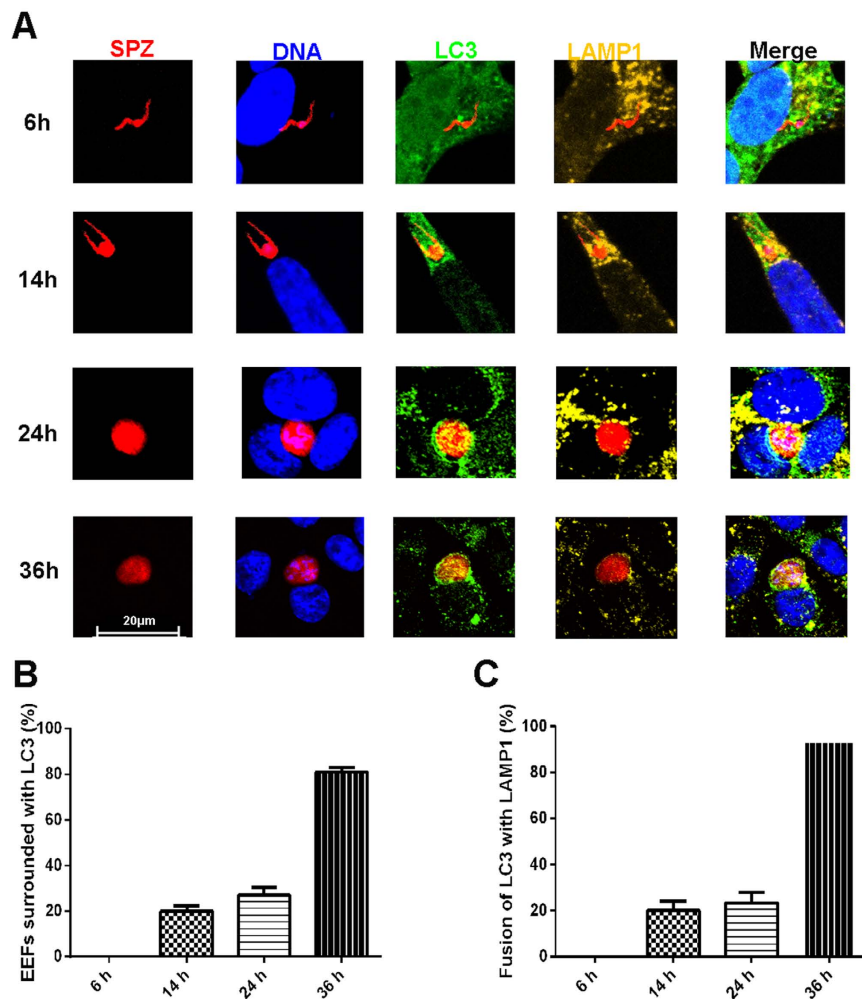 A
SPZ DNA LC3 LAMP1 Merge
6h
14h
24h
36h
20µm
B
EEFs surrounded with LC3 (%)
100
80
60
40
20
0
6 h 14 h 24 h 36 h
C
Fusion of LC3 with LAMP1 (%)
100
80
60
40
20
0
6 h 14 h 24 h 36 h